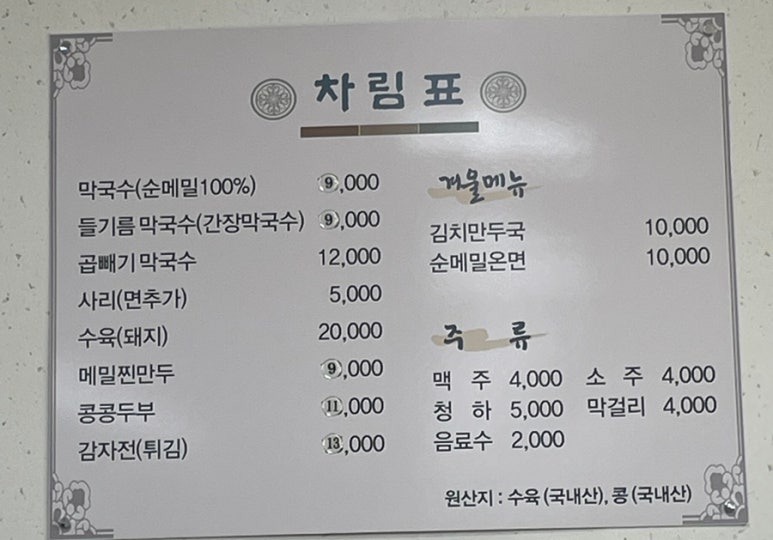 차림표
막국수(순메밀100%) 9,000
들기름 막국수(간장막국수) 9,000
곱빼기 막국수 12,000
사리(면추가) 5,000
수육(돼지) 20,000
메밀찐만두 9,000
콩콩두부 11,000
감자전(튀김) 13,000
겨울메뉴
김치만두국 10,000
순메밀온면 10,000
주 류
맥 주 4,000 소 주 4,000
청 하 5,000 막걸리 4,000
음료수 2,000
원산지 : 수육 (국내산), 콩 (국내산)